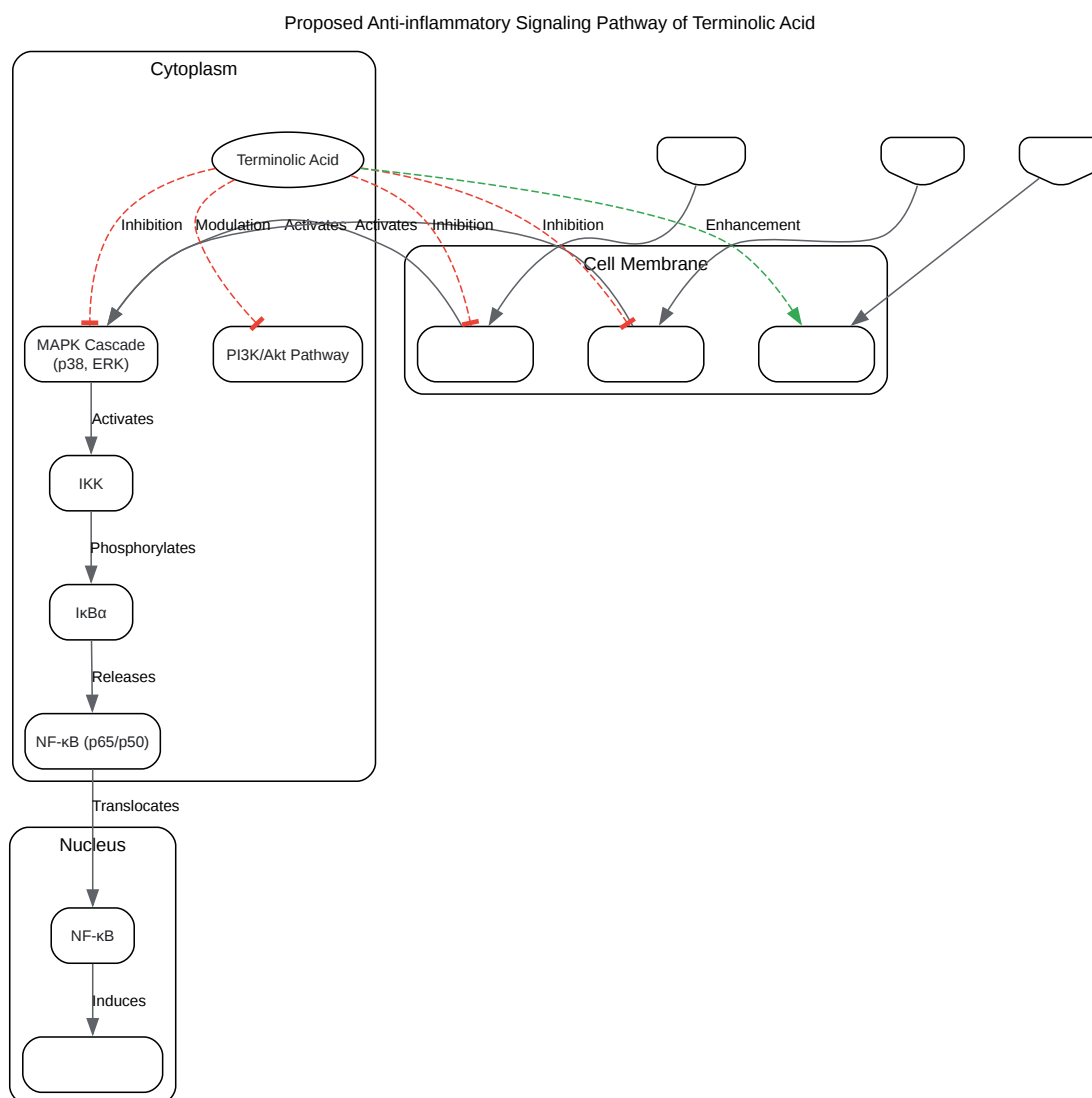 Proposed Anti-inflammatory Signaling Pathway of Terminolic Acid
Cytoplasm
Terminolic Acid
Inhibition
Modulation
Activates
Activates
Inhibition
Inhibition
Enhancement
Cell Membrane
MAPK Cascade
(p38, ERK)
PI3K/Akt Pathway
Activates
IKK
Phosphorylates
IκBα
Releases
NF-κB (p65/p50)
Translocates
Nucleus
NF-κB
Induces